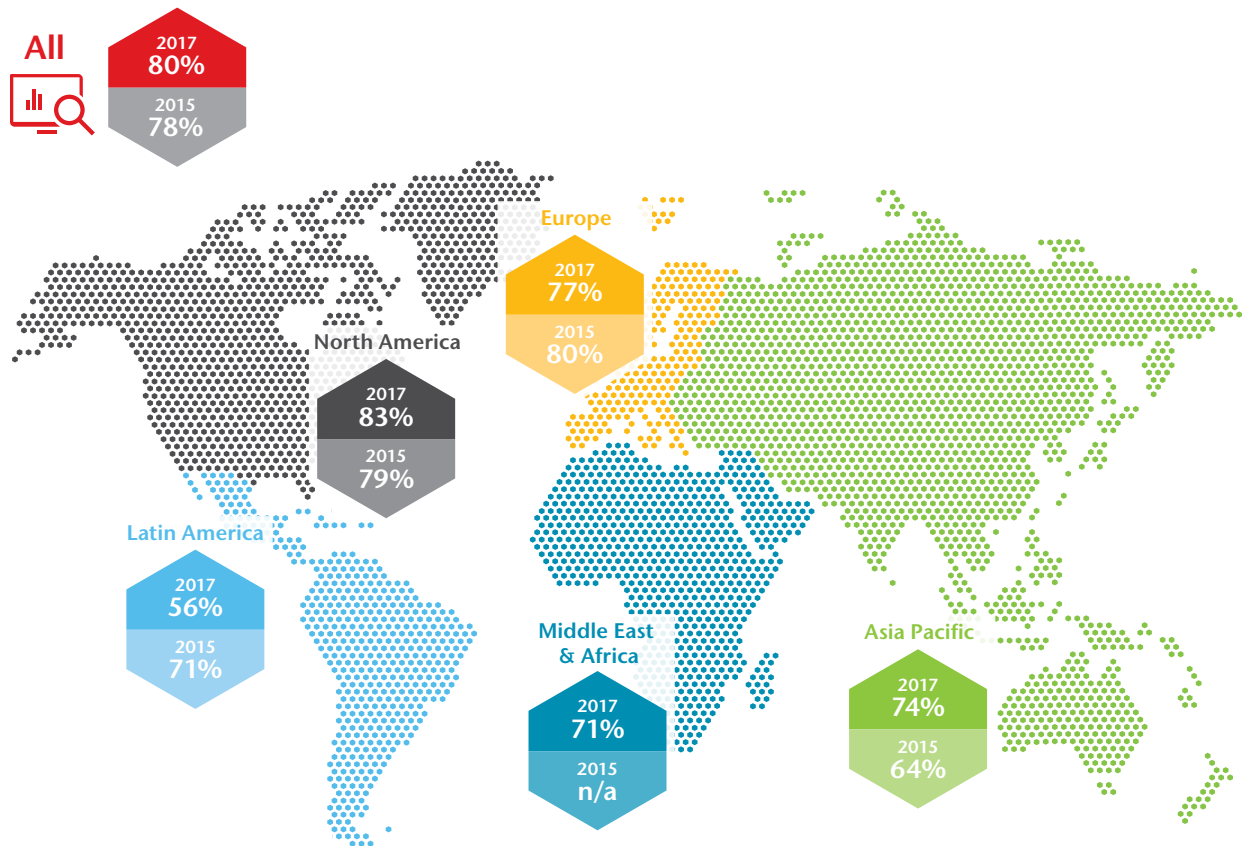 All
2017
80%
2015
78%
Europe
2017
77%
2015
80%
North America
2017
83%
2015
79%
Latin America
2017
56%
2015
71%
Middle East
& Africa
2017
71%
2015
n/a
Asia Pacific
2017
74%
2015
64%